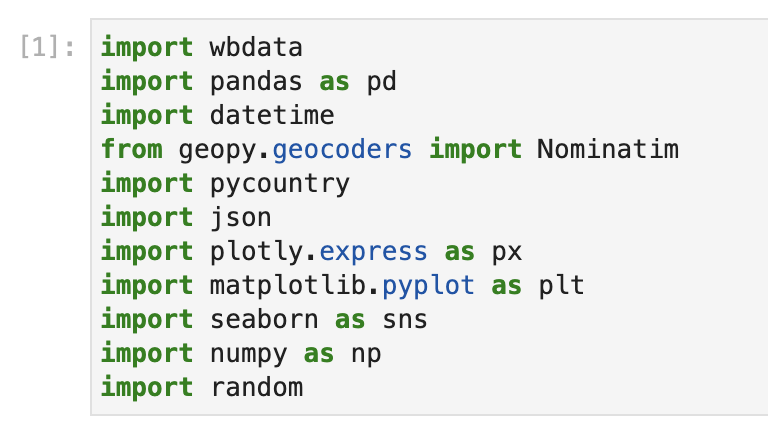 [1]: import wbdata
import pandas as pd
import datetime
from geopy.geocoders import Nominatim
import pycountry
import json
import plotly.express as px
import matplotlib.pyplot as plt
import seaborn as sns
import numpy as np
import random